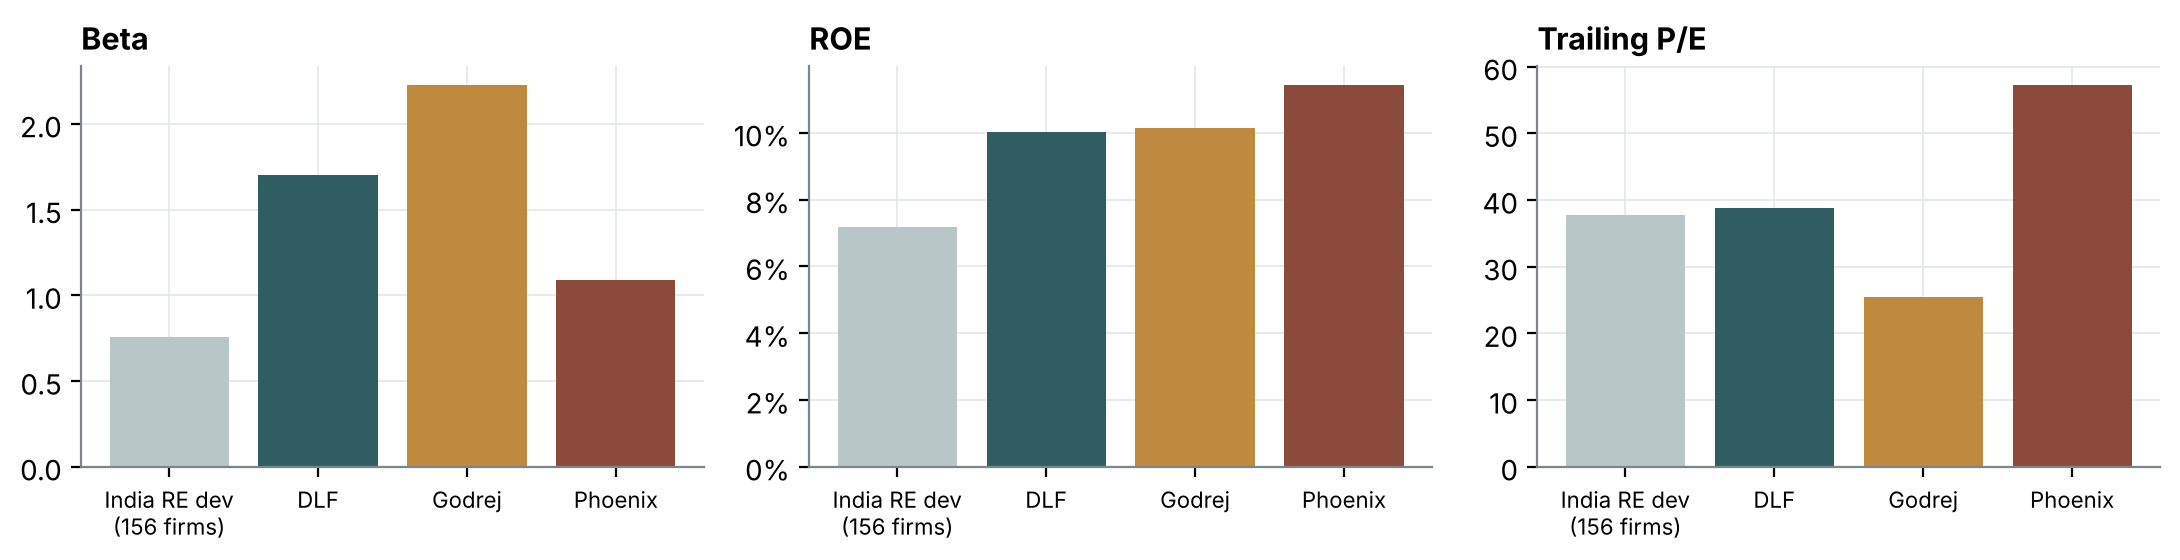 Beta
2.0
1.5
1.0
0.5
0.0
India RE dev
(156 firms)
DLF
Godrej
Phoenix
ROE
10%
8%
6%
4%
2%
0%
India RE dev
(156 firms)
DLF
Godrej
Phoenix
Trailing P/E
60
50
40
30
20
10
0
India RE dev
(156 firms)
DLF
Godrej
Phoenix